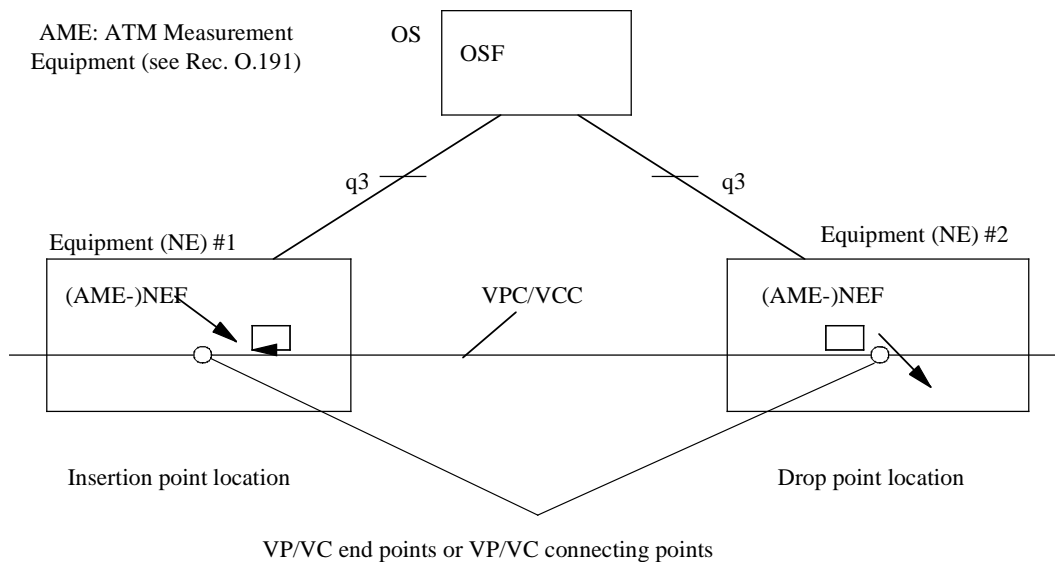 AME: ATM Measurement
Equipment (see Rec. O.191)
OS
OSF
q3
q3
Equipment (NE) #1
Equipment (NE) #2
(AME-)NEF
VPC/VCC
(AME-)NEF
Insertion point location
Drop point location
VP/VC end points or VP/VC connecting points